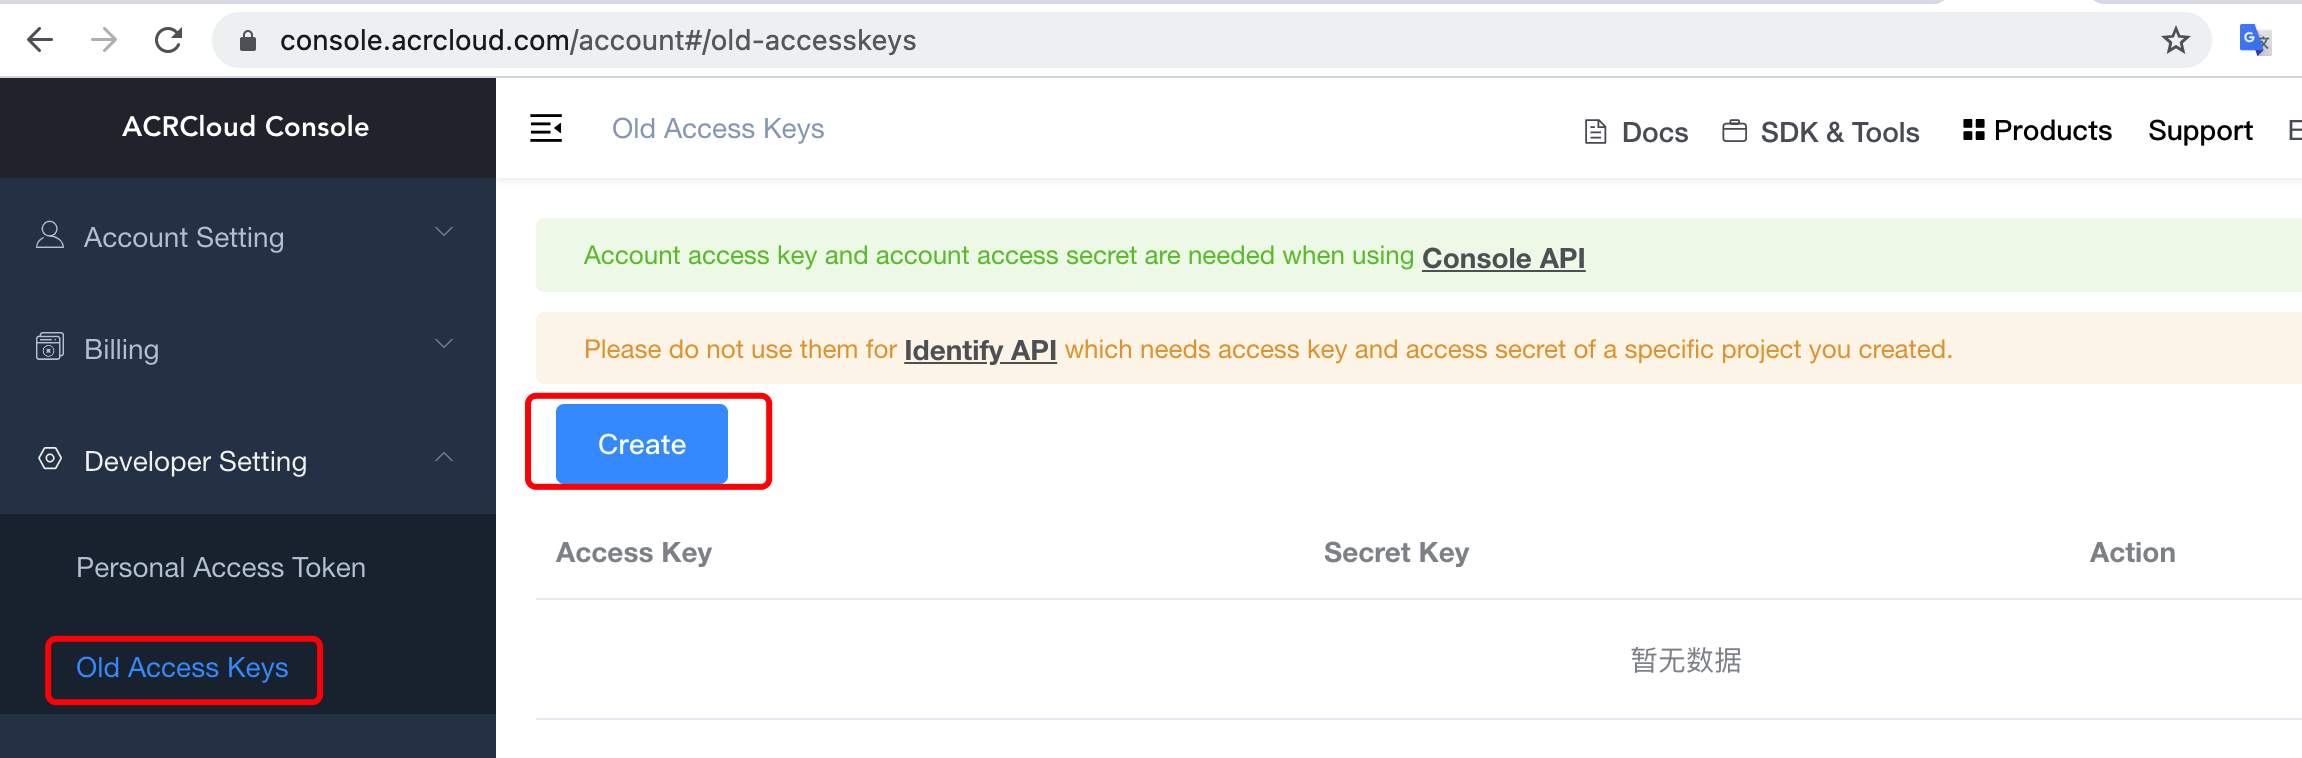 console.acrcloud.com/account#/old-accesskeys
ACRCloud Console
Old Access Keys
Docs
SDK & Tools
Products
Support
Account Setting
Billing
Developer Setting
Personal Access Token
Old Access Keys
Account access key and account access secret are needed when using Console API
Please do not use them for Identify API which needs access key and access secret of a specific project you created.
Create
Access Key
Secret Key
Action
暂无数据